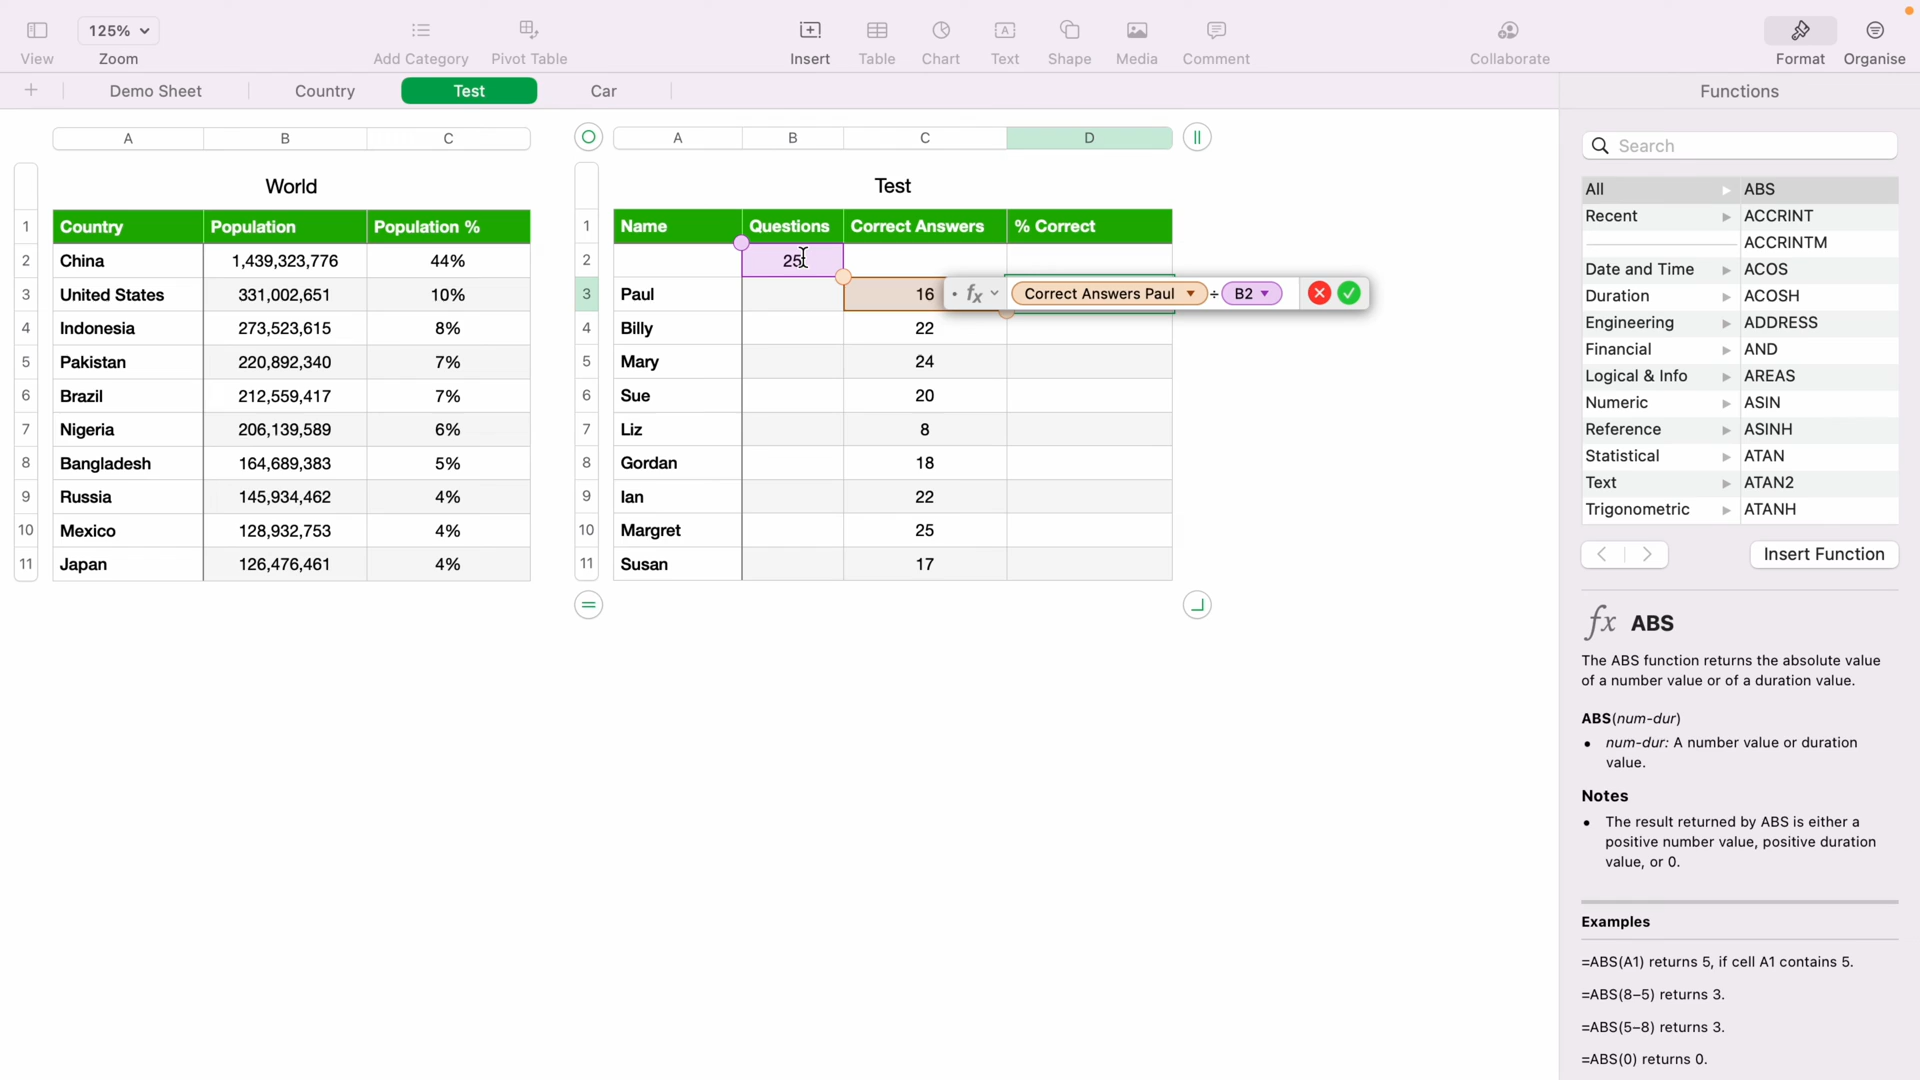 125%
View
Zoom
Add Category
Pivot Table
Insert
Table
Chart
Text
Shape
Media
Comment
Collaborate
Format
Organise
Demo Sheet
Country
Test
Car
Functions
A B C
World
1 Country Population Population %
2 China 1,439,323,776 44%
3 United States 331,002,651 10%
4 Indonesia 273,523,615 8%
5 Pakistan 220,892,340 7%
6 Brazil 212,559,417 7%
7 Nigeria 206,139,589 6%
8 Bangladesh 164,689,383 5%
9 Russia 145,934,462 4%
10 Mexico 128,932,753 4%
11 Japan 126,476,461 4%
A B C D
Test
1 Name Questions Correct Answers % Correct
2 25
3 Paul 16 fx Correct Answers Paul ÷ B2
4 Billy 22
5 Mary 24
6 Sue 20
7 Liz 8
8 Gordan 18
9 Ian 22
10 Margret 25
11 Susan 17
Search
All ABS
Recent ACCRINT
ACCRINTM
Date and Time ACOS
Duration ACOSH
Engineering ADDRESS
Financial AND
Logical & Info AREAS
Numeric ASIN
Reference ASINH
Statistical ATAN
Text ATAN2
Trigonometric ATANH
Insert Function
fx ABS
The ABS function returns the absolute value
of a number value or of a duration value.
ABS(num-dur)
• num-dur: A number value or duration
value.
Notes
• The result returned by ABS is either a
positive number value, positive duration
value, or 0.
Examples
=ABS(A1) returns 5, if cell A1 contains 5.
=ABS(8–5) returns 3.
=ABS(5–8) returns 3.
=ABS(0) returns 0.